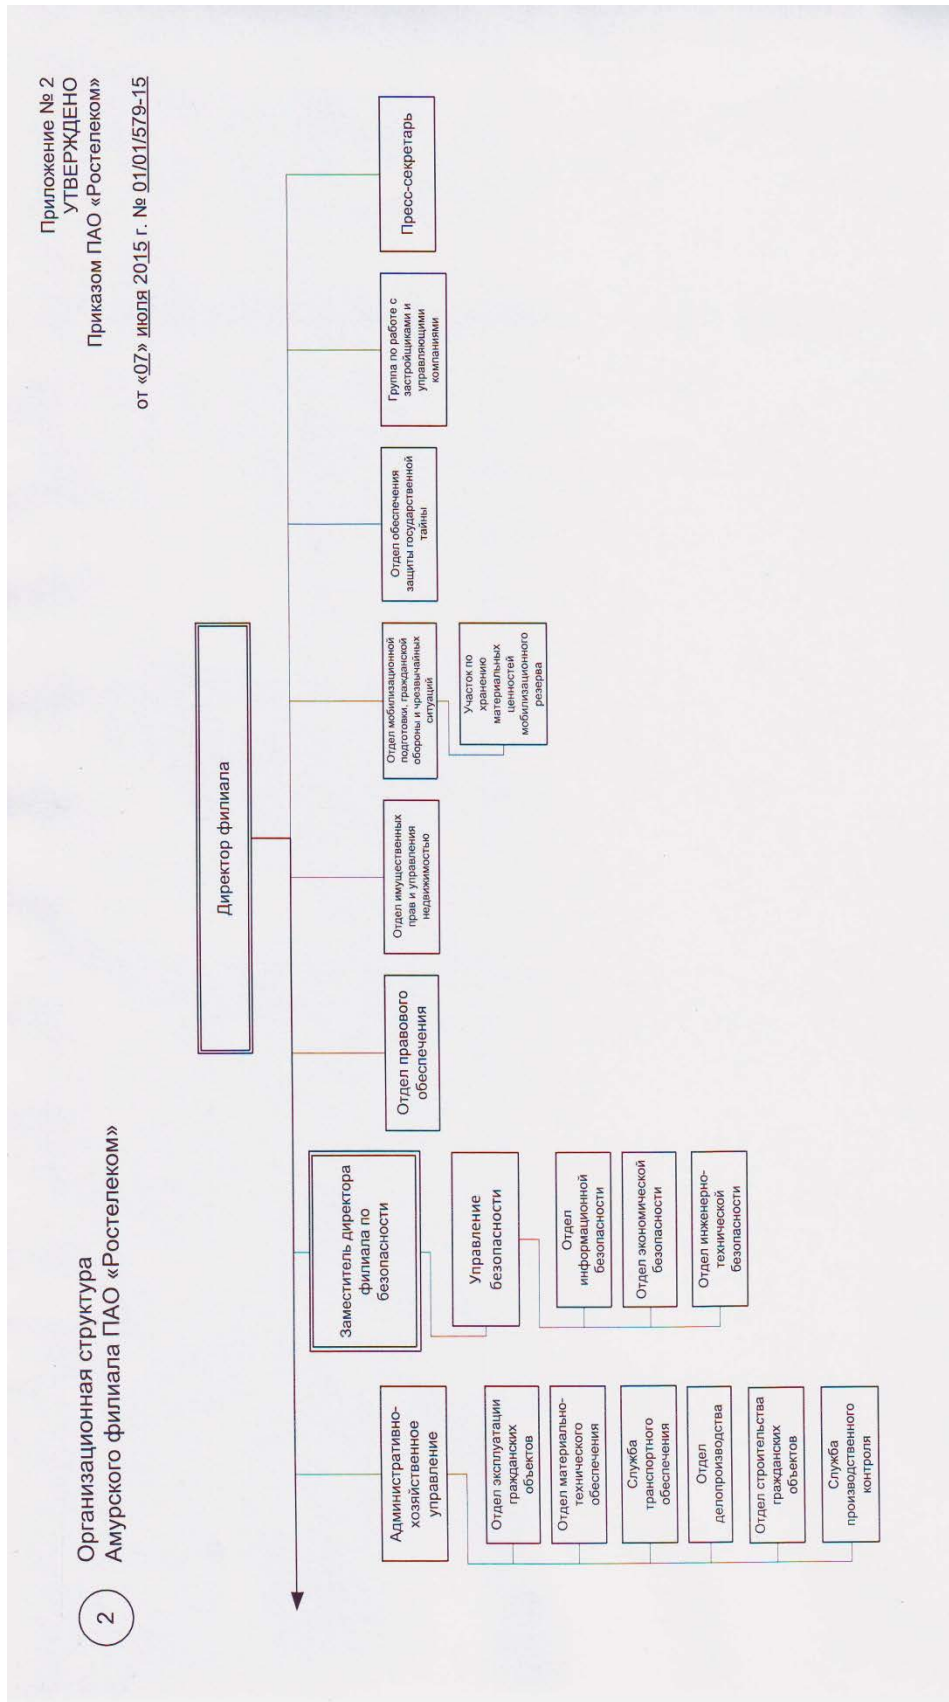 Приложение № 2
УТВЕРЖДЕНО
Приказом ПАО «Ростелеком»
от «07» июля 2015 г. № 01/01/579-15
2
Организационная структура
Амурского филиала ПАО «Ростелеком»
Директор филиала
Административно-
хозяйственное
управление
Отдел эксплуатации
гражданских
объектов
Отдел материально-
технического
обеспечения
Служба
транспортного
обеспечения
Отдел
делопроизводства
Отдел строительства
гражданских
объектов
Служба
производственного
контроля
Заместитель директора
филиала по
безопасности
Управление
безопасности
Отдел
информационной
безопасности
Отдел экономической
безопасности
Отдел инженерно-
технической
безопасности
Отдел правового
обеспечения
Отдел имущественных
прав и управления
недвижимостью
Отдел мобилизационной
подготовки, гражданской
обороны и чрезвычайных
ситуаций
Участок по
хранению
материальных
ценностей
мобилизационного
резерва
Отдел обеспечения
защиты государственной
тайны
Группа по работе с
застройщиками и
управляющими
компаниями
Пресс-секретарь